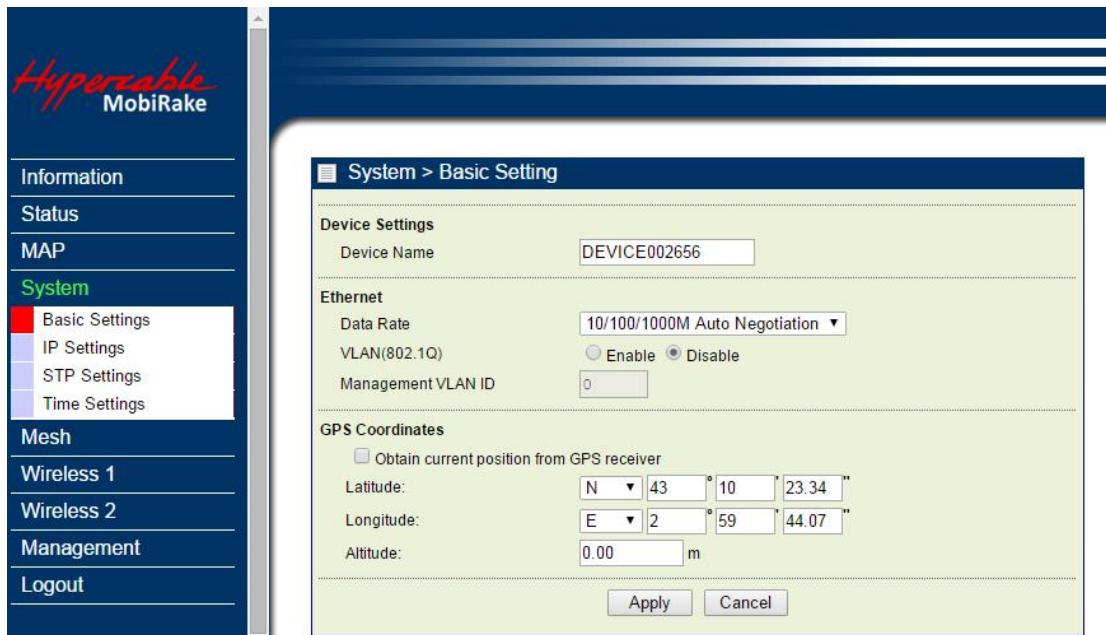 Hypercable
MobiRake
Information
Status
MAP
System
Basic Settings
IP Settings
STP Settings
Time Settings
Mesh
Wireless 1
Wireless 2
Management
Logout
System > Basic Setting
Device Settings
Device Name DEVICE002656
Ethernet
Data Rate 10/100/1000M Auto Negotiation
VLAN(802.1Q) Enable Disable
Management VLAN ID 0
GPS Coordinates
Obtain current position from GPS receiver
Latitude: N 43 ° 10 ' 23.34 "
Longitude: E 2 ° 59 ' 44.07 "
Altitude: 0.00 m
Apply Cancel